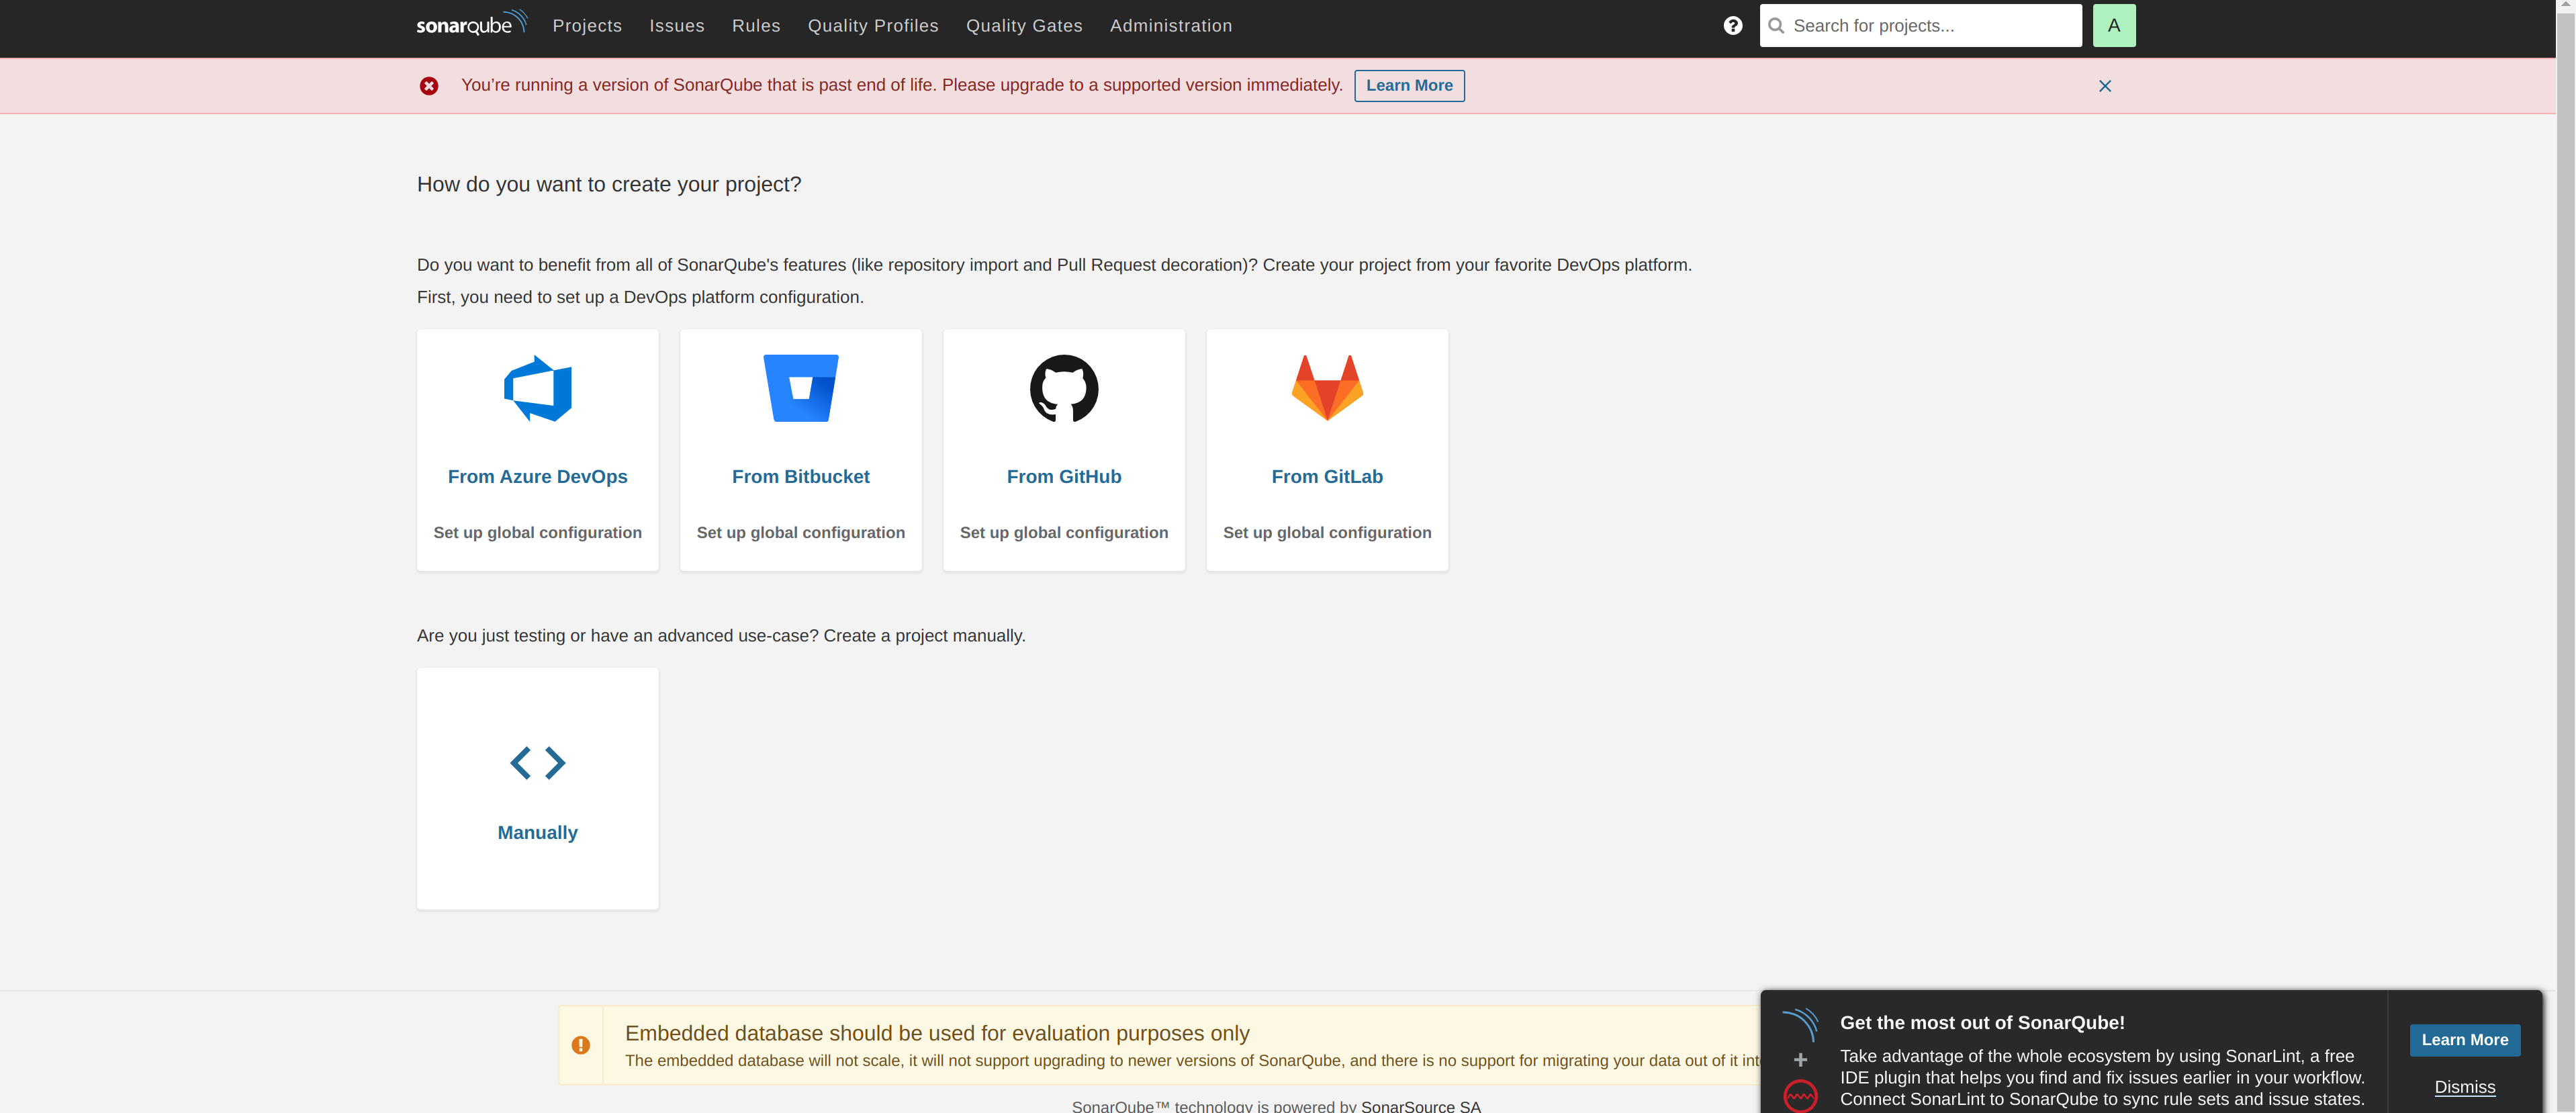 sonarqube Projects Issues Rules Quality Profiles Quality Gates Administration Search for projects... A
You’re running a version of SonarQube that is past end of life. Please upgrade to a supported version immediately. Learn More
How do you want to create your project?
Do you want to benefit from all of SonarQube's features (like repository import and Pull Request decoration)? Create your project from your favorite DevOps platform.
First, you need to set up a DevOps platform configuration.
From Azure DevOps From Bitbucket From GitHub From GitLab
Set up global configuration Set up global configuration Set up global configuration Set up global configuration
Are you just testing or have an advanced use-case? Create a project manually.
Manually
Embedded database should be used for evaluation purposes only
The embedded database will not scale, it will not support upgrading to newer versions of SonarQube, and there is no support for migrating your data out of it
SonarQube™ technology is powered by SonarSource SA
Get the most out of SonarQube!
Take advantage of the whole ecosystem by using SonarLint, a free
IDE plugin that helps you find and fix issues earlier in your workflow.
Connect SonarLint to SonarQube to sync rule sets and issue states.
Learn More
Dismiss